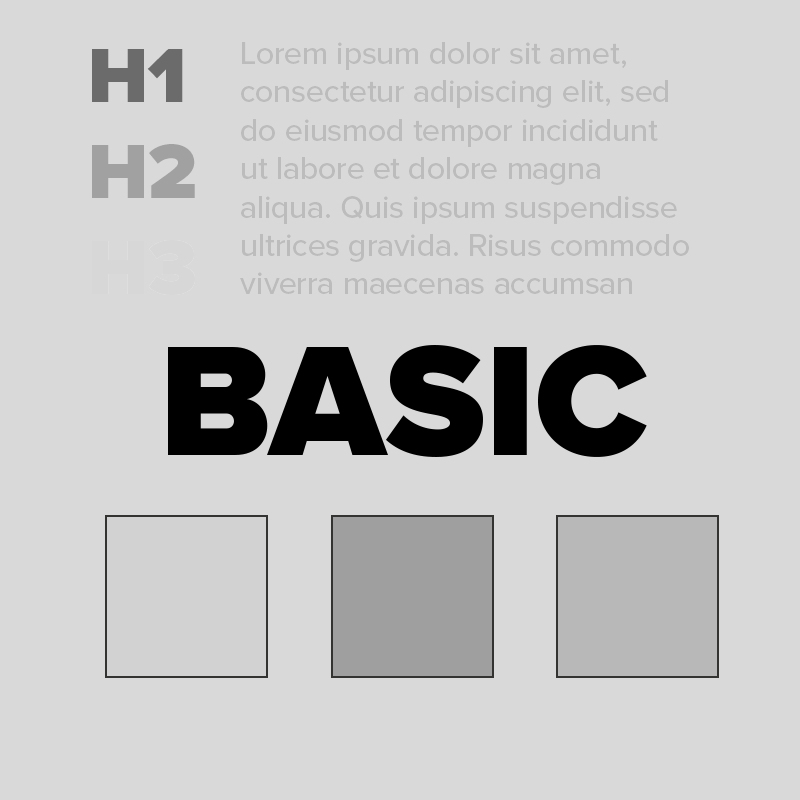 H1
H2
H3
Lorem ipsum dolor sit amet,
consectetur adipiscing elit, sed
do eiusmod tempor incididunt
ut labore et dolore magna
aliqua. Quis ipsum suspendisse
ultrices gravida. Risus commodo
viverra maecenas accumsan
BASIC